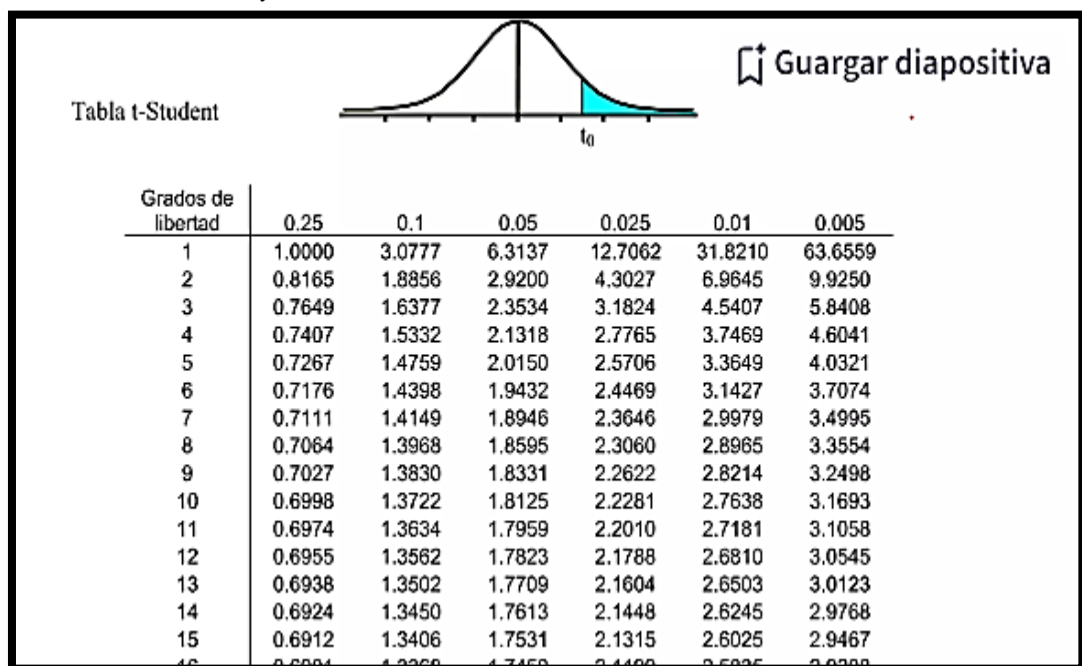 Guargar diapositiva
Tabla t-Student
t0
Grados de
libertad 0.25 0.1 0.05 0.025 0.01 0.005
1 1.0000 3.0777 6.3137 12.7062 31.8210 63.6559
2 0.8165 1.8856 2.9200 4.3027 6.9645 9.9250
3 0.7649 1.6377 2.3534 3.1824 4.5407 5.8408
4 0.7407 1.5332 2.1318 2.7765 3.7469 4.6041
5 0.7267 1.4759 2.0150 2.5706 3.3649 4.0321
6 0.7176 1.4398 1.9432 2.4469 3.1427 3.7074
7 0.7111 1.4149 1.8946 2.3646 2.9979 3.4995
8 0.7064 1.3968 1.8595 2.3060 2.8965 3.3554
9 0.7027 1.3830 1.8331 2.2622 2.8214 3.2498
10 0.6998 1.3722 1.8125 2.2281 2.7638 3.1693
11 0.6974 1.3634 1.7959 2.2010 2.7181 3.1058
12 0.6955 1.3562 1.7823 2.1788 2.6810 3.0545
13 0.6938 1.3502 1.7709 2.1604 2.6503 3.0123
14 0.6924 1.3450 1.7613 2.1448 2.6245 2.9768
15 0.6912 1.3406 1.7531 2.1315 2.6025 2.9467